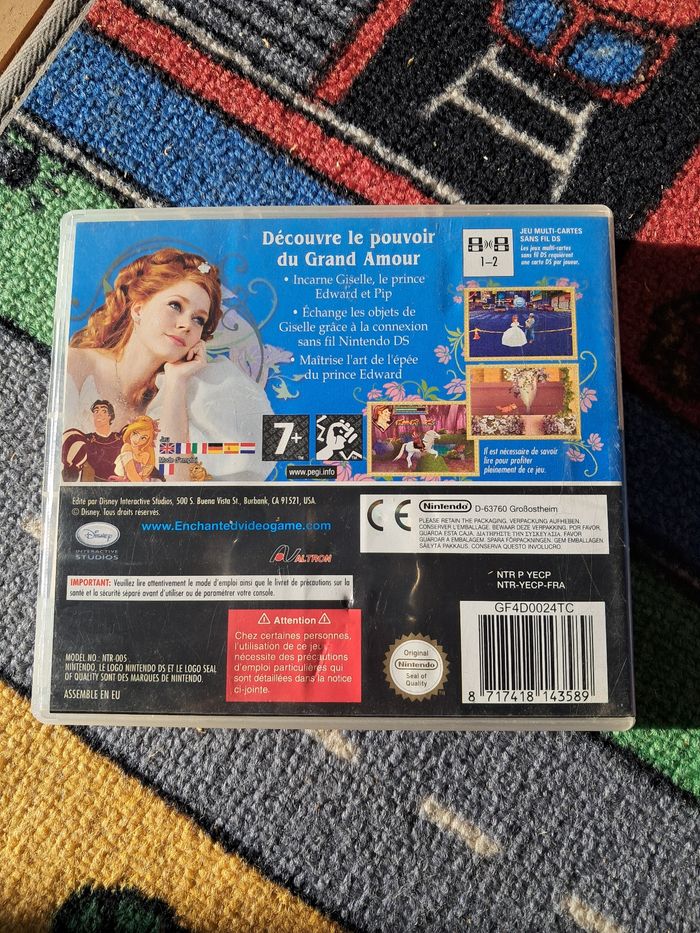 Découvre le pouvoir
du Grand Amour
• Incarne Giselle, le prince
Edward et Pip
• Échange les objets de
Giselle grâce à la connexion
sans fil Nintendo DS
• Maîtrise l'art de l'épée
du prince Edward
1-2
JEU MULTI-CARTES
SANS FIL DS
Les jeux multi-cartes
sans fil DS requièrent
une carte DS par joueur.
Jeu
Mode d'emploi
7+
www.pegi.info
Il est nécessaire de savoir
lire pour profiter
pleinement de ce jeu.
Edité par Disney Interactive Studios, 500 S. Buena Vista St., Burbank, CA 91521, USA.
© Disney. Tous droits réservés.
www.Enchantedvideogame.com
Disney
INTERACTIVE
STUDIOS
ALTRON
CE
Nintendo D-63760 Großostheim
PLEASE RETAIN THE PACKAGING. VERPACKUNG AUFHEBEN.
CONSERVER L'EMBALLAGE. BEWAAR VERPAKKING. POR FAVOR,
GUARDA ESTA CAJA. ΔΙΑΤΗΡΗΣΤΕ ΤΗΝ ΣΥΣΚΕΥΑΣΙΑ. FAVOR
GUARDAR A EMBALAGEM. SPARA FÖRPACKNINGEN. GEM EMBALLAGEN
SÄILYTÄ PAKKAUS. CONSERVA QUESTO INVOLUCRO
IMPORTANT: Veuillez lire attentivement le mode d'emploi ainsi que le livret de précautions sur la
santé et la sécurité séparé avant d'utiliser ou de paramétrer votre console.
NTR P YECP
NTR-YECP-FRA
Attention
Chez certaines personnes,
l'utilisation de ce jeu
nécessite des précautions
d'emploi particulières qui
sont détaillées dans la notice
ci-jointe.
MODEL NO.: NTR-005
NINTENDO, LE LOGO NINTENDO DS ET LE LOGO SEAL
OF QUALITY SONT DES MARQUES DE NINTENDO.
ASSEMBLE EN EU
Original
Nintendo
Seal of
Quality
GF4D0024TC
8 717418 143589